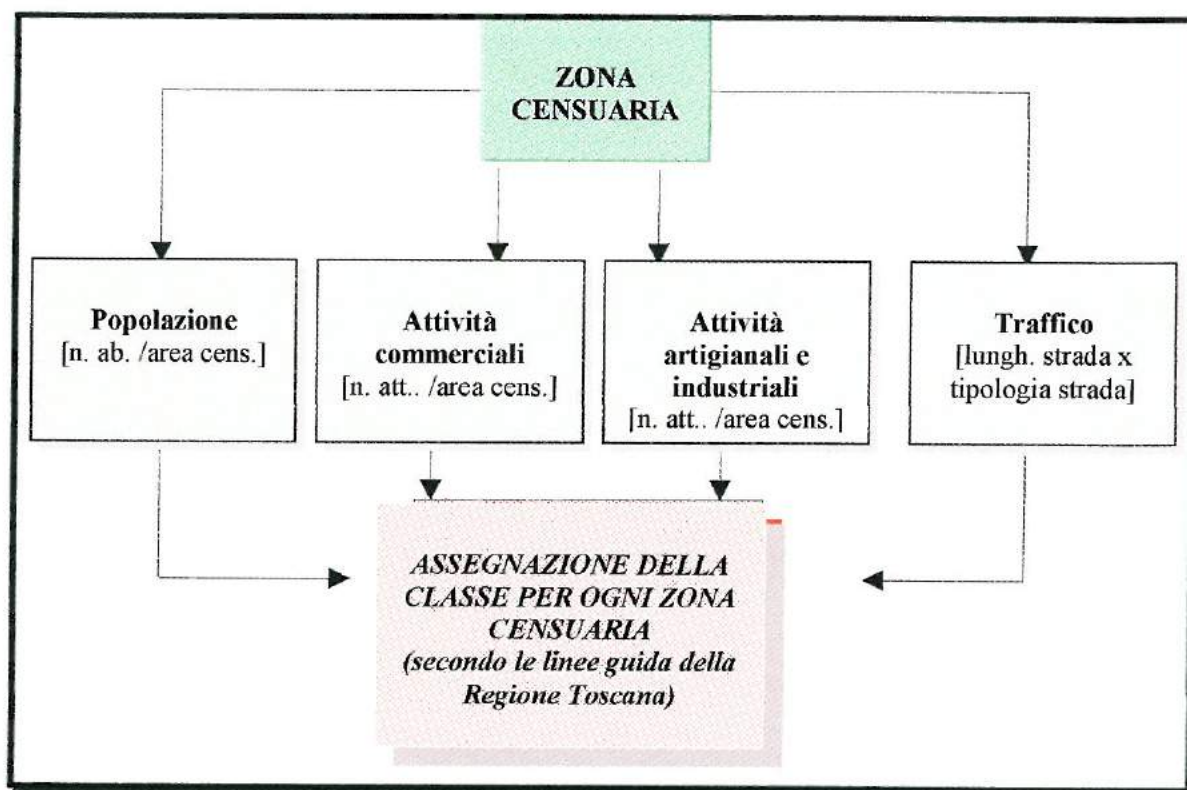 ZONA
CENSUARIA
Popolazione
[n. ab. /area cens.]
Attività
commerciali
[n. att.. /area cens.]
Attività
artigianali e
industriali
[n. att.. /area cens.]
Traffico
[lungh. strada x
tipologia strada]
ASSEGNAZIONE DELLA
CLASSE PER OGNI ZONA
CENSUARIA
(secondo le linee guida della
Regione Toscana)